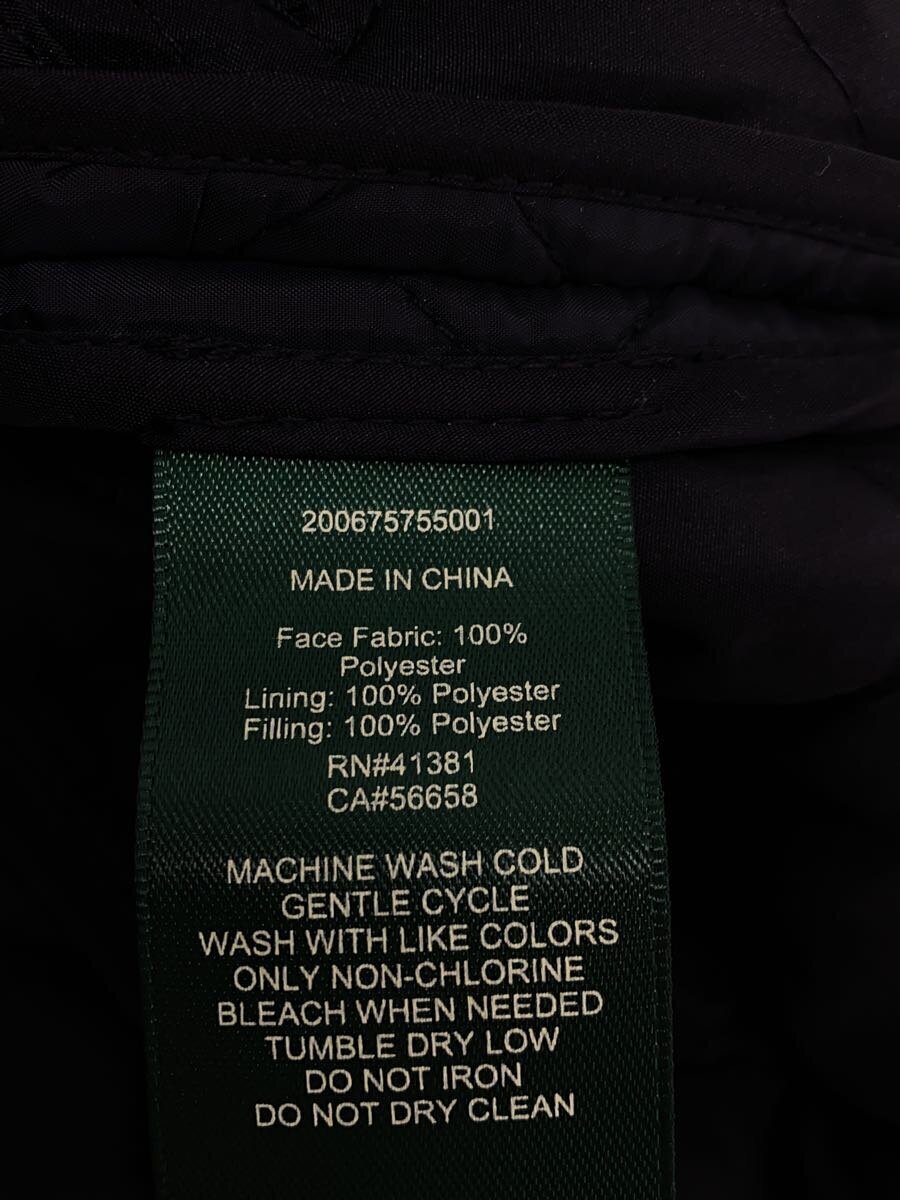 200675755001
MADE IN CHINA
Face Fabric: 100%
Polyester
Lining: 100% Polyester
Filling: 100% Polyester
RN#41381
CA#56658
MACHINE WASH COLD
GENTLE CYCLE
WASH WITH LIKE COLORS
ONLY NON-CHLORINE
BLEACH WHEN NEEDED
TUMBLE DRY LOW
DO NOT IRON
DO NOT DRY CLEAN